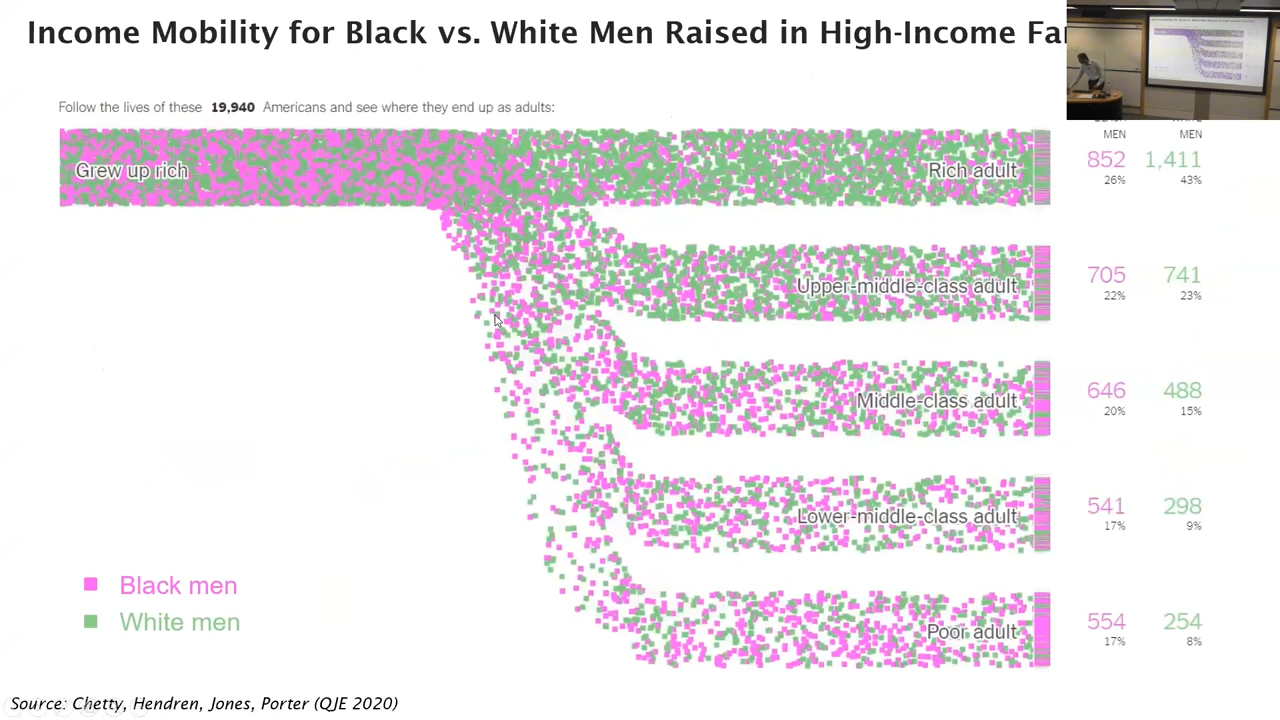 Income Mobility for Black vs. White Men Raised in High-Income
Follow the lives of these 19,940 Americans and see where they end up as adults:
MEN MEN
Grew up rich
Rich adult
852 1,411
26% 43%
Upper-middle-class adult
705 741
22% 23%
Middle-class adult
646 488
20% 15%
Lower-middle-class adult
541 298
17% 9%
Black men
White men
Poor adult
554 254
17% 8%
Source: Chetty, Hendren, Jones, Porter (QJE 2020)